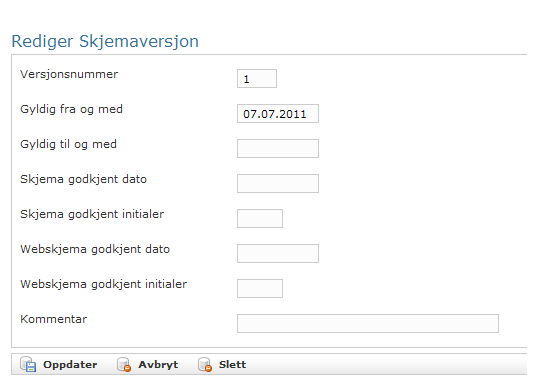 Rediger Skjemaversjon
Versjonsnummer 1
Gyldig fra og med 07.07.2011
Gyldig til og med
Skjema godkjent dato
Skjema godkjent initialer
Webskjema godkjent dato
Webskjema godkjent initialer
Kommentar
Oppdater Avbryt Slett